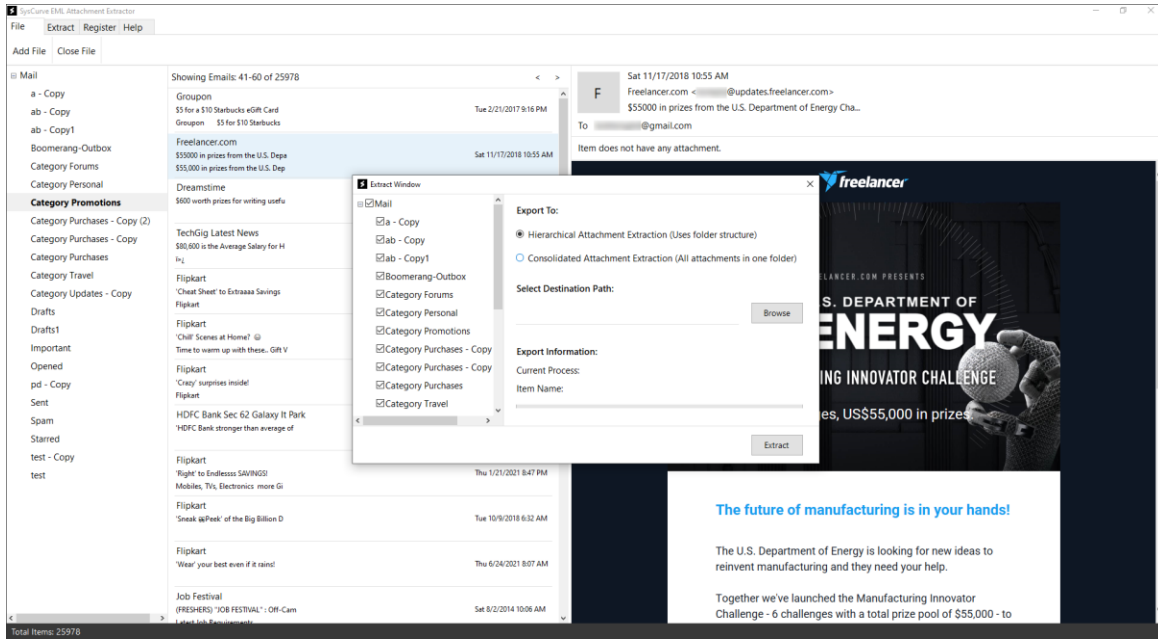 SysCurve EML Attachment Extractor
File Extract Register Help
Add File Close File
Mail
a - Copy
ab - Copy
ab - Copy1
Boomerang-Outbox
Category Forums
Category Personal
Category Promotions
Category Purchases - Copy (2)
Category Purchases - Copy
Category Purchases
Category Travel
Category Updates - Copy
Drafts
Drafts1
Important
Opened
pd - Copy
Sent
Spam
Starred
test - Copy
test
Total Items: 25978
Showing Emails: 41-60 of 25978 < >
Groupon
$5 for a $10 Starbucks eGift Card Tue 2/21/2017 9:16 PM
Groupon $5 for $10 Starbucks
Freelancer.com
$55000 in prizes from the U.S. Depa Sat 11/17/2018 10:55 AM
$55,000 in prizes from the U.S. Dep
Dreamstime
$600 worth prizes for writing usefu
TechGig Latest News
$80,600 is the Average Salary for H
Flipkart
'Cheat Sheet' to Extraaaa Savings
Flipkart
Flipkart
'Chill' Scenes at Home? 😉
Time to warm up with these.. Gift V
Flipkart
'Crazy' surprises inside!
Flipkart
HDFC Bank Sec 62 Galaxy It Park
'HDFC Bank stronger than average of
Flipkart
'Right' to Endlessss SAVINGS! Thu 1/21/2021 8:47 PM
Mobiles, TVs, Electronics more Gi
Flipkart
'Sneak Peek' of the Big Billion D Tue 10/9/2018 6:32 AM
Flipkart
'Wear' your best even if it rains! Thu 6/24/2021 8:07 AM
Job Festival
(FRESHERS) "JOB FESTIVAL" : Off-Cam Sat 8/2/2014 10:06 AM
Latest Job Requirements
F
Sat 11/17/2018 10:55 AM
Freelancer.com < @updates.freelancer.com>
$55000 in prizes from the U.S. Department of Energy Cha...
To @gmail.com
Item does not have any attachment.
Extract Window
Mail
a - Copy
ab - Copy
ab - Copy1
Boomerang-Outbox
Category Forums
Category Personal
Category Promotions
Category Purchases - Copy
Category Purchases - Copy
Category Purchases
Category Travel
Export To:
Hierarchical Attachment Extraction (Uses folder structure)
Consolidated Attachment Extraction (All attachments in one folder)
Select Destination Path:
Browse
Export Information:
Current Process:
Item Name:
Extract
freelancer
ELANCER.COM PRESENTS
S. DEPARTMENT OF
ENERGY
ING INNOVATOR CHALLENGE
es, US$55,000 in prizes
The future of manufacturing is in your hands!
The U.S. Department of Energy is looking for new ideas to
reinvent manufacturing and they need your help.
Together we've launched the Manufacturing Innovator
Challenge - 6 challenges with a total prize pool of $55,000 - to